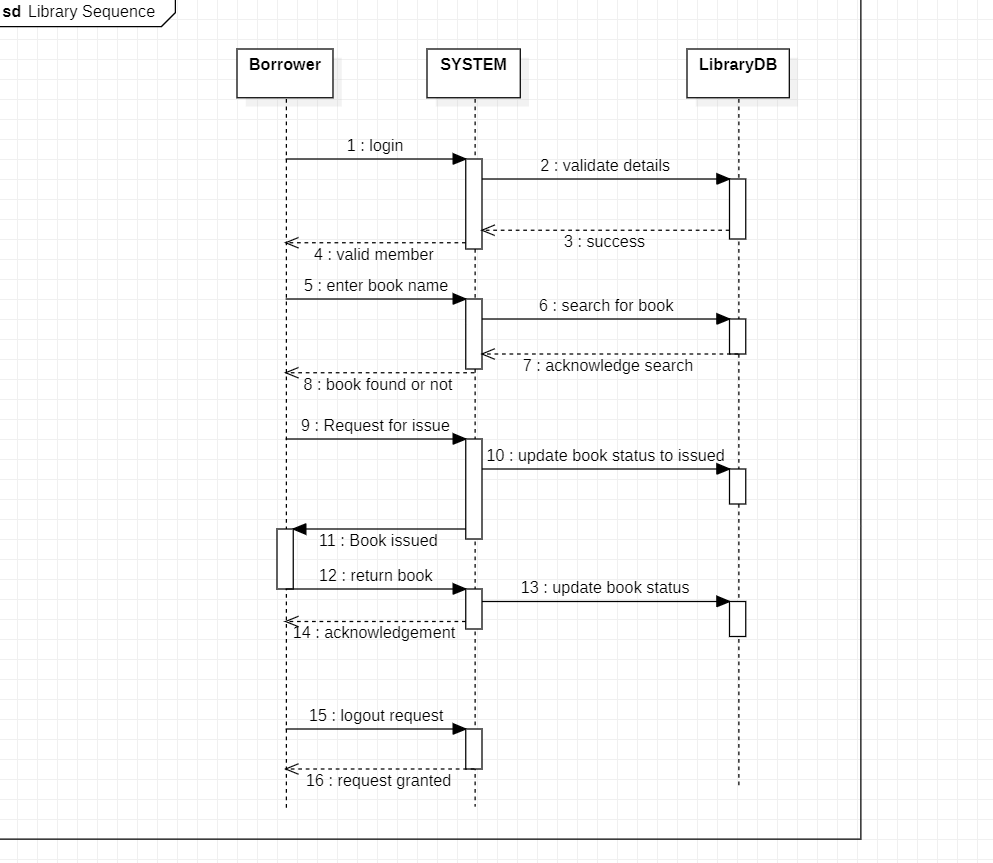 sd Library Sequence
Borrower
SYSTEM
LibraryDB
1 : login
2 : validate details
3 : success
4 : valid member
5 : enter book name
6 : search for book
7 : acknowledge search
8 : book found or not
9 : Request for issue
10 : update book status to issued
11 : Book issued
12 : return book
13 : update book status
14 : acknowledgement
15 : logout request
16 : request granted